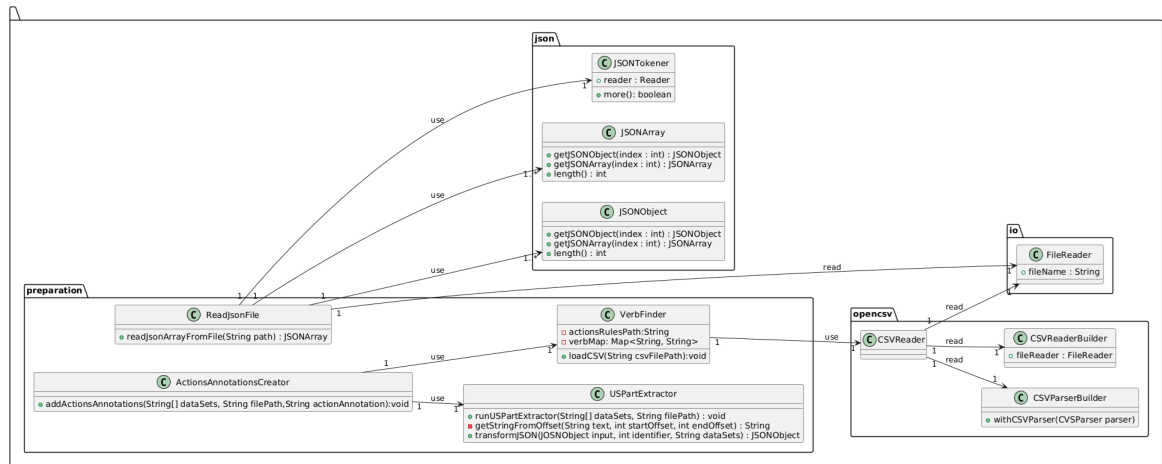 json
C JSONTokener
reader : Reader
more(): boolean
1
use
C JSONArray
getJSONObject(index : int) : JSONObject
getJSONArray(index : int) : JSONArray
length() : int
1..*
use
C JSONObject
getJSONObject(index : int) : JSONObject
getJSONArray(index : int) : JSONArray
length() : int
1..*
use
io
C FileReader
fileName : String
1
1
read
read
1
preparation
1 1 1
C ReadJsonFile
readJsonArrayFromFile(String path) : JSONArray
1
C VerbFinder
actionsRulesPath:String
verbMap: Map<String, String>
loadCSV(String csvFilePath):void
1
1
use
1
use
1
opencsv
C CSVReader
1
1
1
read
1
C CSVReaderBuilder
fileReader : FileReader
read
1
C CSVParserBuilder
withCSVParser(CVSParser parser)
C ActionsAnnotationsCreator
addActionsAnnotations(String[] dataSets, String filePath,String actionAnnotation):void
use
1
1
C USPartExtractor
runUSPartExtractor(String[] dataSets, String filePath) : void
getStringFromOffset(String text, int startOffset, int endOffset) : String
transformJSON(JOSNObject input, int identifier, String dataSets) : JSONObject